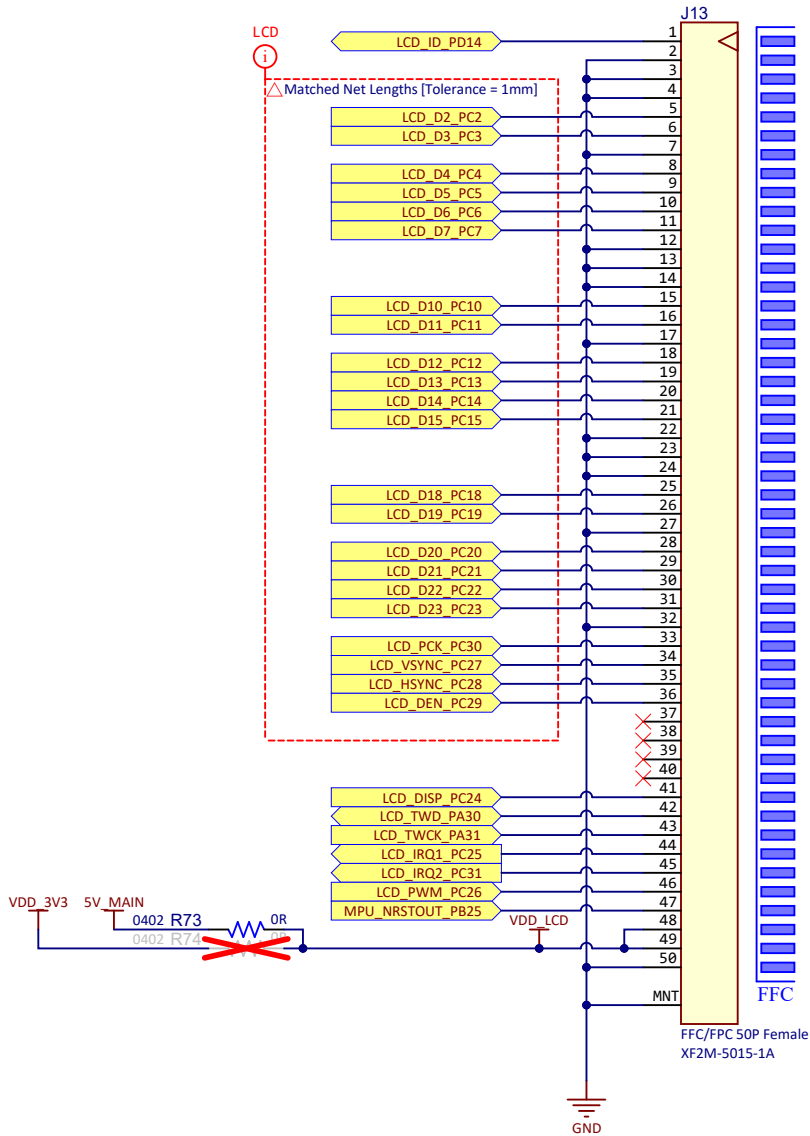 J13
LCD
i
LCD_ID_PD14 1
2
Matched Net Lengths [Tolerance = 1mm] 3
4
LCD_D2_PC2 5
LCD_D3_PC3 6
7
LCD_D4_PC4 8
LCD_D5_PC5 9
LCD_D6_PC6 10
LCD_D7_PC7 11
12
13
14
LCD_D10_PC10 15
LCD_D11_PC11 16
17
LCD_D12_PC12 18
LCD_D13_PC13 19
LCD_D14_PC14 20
LCD_D15_PC15 21
22
23
24
LCD_D18_PC18 25
LCD_D19_PC19 26
27
LCD_D20_PC20 28
LCD_D21_PC21 29
LCD_D22_PC22 30
LCD_D23_PC23 31
32
LCD_PCK_PC30 33
LCD_VSYNC_PC27 34
LCD_HSYNC_PC28 35
LCD_DEN_PC29 36
37
38
39
40
LCD_DISP_PC24 41
LCD_TWD_PA30 42
LCD_TWCK_PA31 43
LCD_IRQ1_PC25 44
LCD_IRQ2_PC31 45
LCD_PWM_PC26 46
MPU_NRSTOUT_PB25 47
VDD_3V3 5V_MAIN
0402 R73 0R VDD_LCD 48
0402 R74 0R 49
50
MNT
FFC
FFC/FPC 50P Female
XF2M-5015-1A
GND